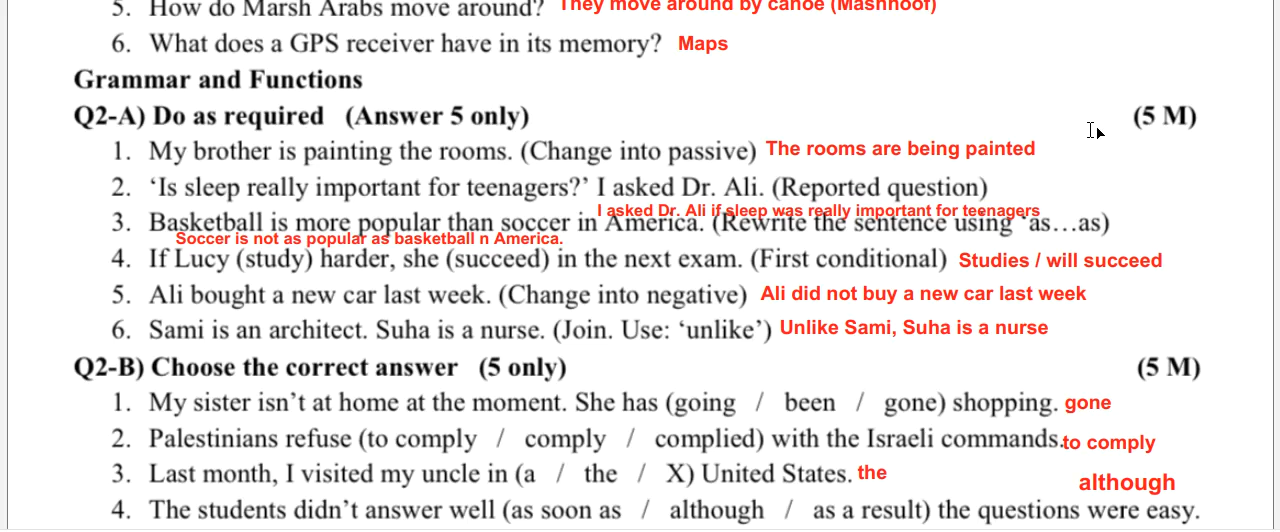 5. How do Marsh Arabs move around? They move around by canoe (Mashhoof)
6. What does a GPS receiver have in its memory? Maps
Grammar and Functions
Q2-A) Do as required (Answer 5 only) (5 M)
1. My brother is painting the rooms. (Change into passive) The rooms are being painted
2. ‘Is sleep really important for teenagers?’ I asked Dr. Ali. (Reported question)
I asked Dr. Ali if sleep was really important for teenagers
3. Basketball is more popular than soccer in America. (Rewrite the sentence using ‘as…as)
Soccer is not as popular as basketball n America.
4. If Lucy (study) harder, she (succeed) in the next exam. (First conditional) Studies / will succeed
5. Ali bought a new car last week. (Change into negative) Ali did not buy a new car last week
6. Sami is an architect. Suha is a nurse. (Join. Use: ‘unlike’) Unlike Sami, Suha is a nurse
Q2-B) Choose the correct answer (5 only) (5 M)
1. My sister isn’t at home at the moment. She has (going / been / gone) shopping. gone
2. Palestinians refuse (to comply / comply / complied) with the Israeli commands. to comply
3. Last month, I visited my uncle in (a / the / X) United States. the
although
4. The students didn’t answer well (as soon as / although / as a result) the questions were easy.